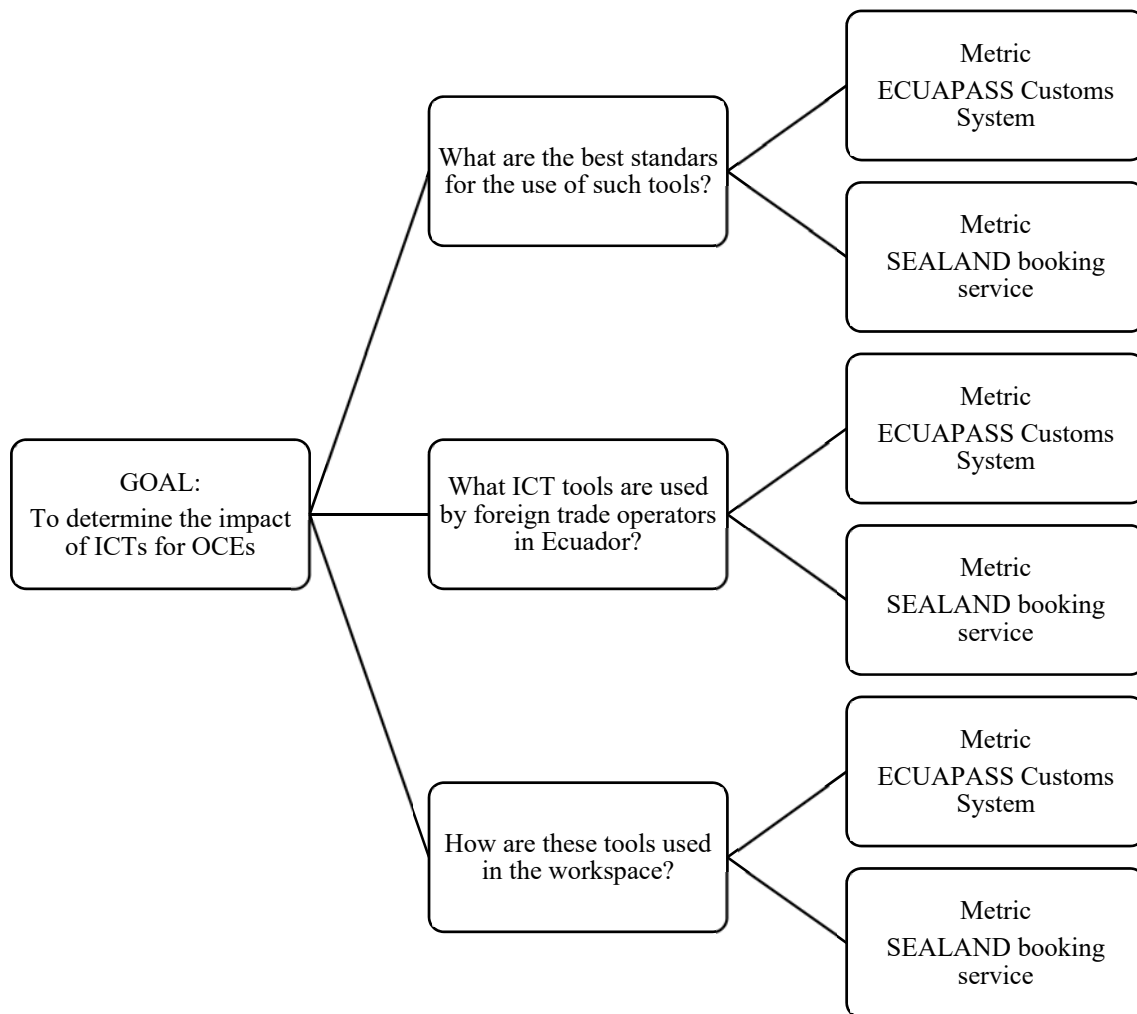 GOAL:
To determine the impact
of ICTs for OCEs
What are the best standars
for the use of such tools?
Metric
ECUAPASS Customs
System
Metric
SEALAND booking
service
What ICT tools are used
by foreign trade operators
in Ecuador?
Metric
ECUAPASS Customs
System
Metric
SEALAND booking
service
How are these tools used
in the workspace?
Metric
ECUAPASS Customs
System
Metric
SEALAND booking
service